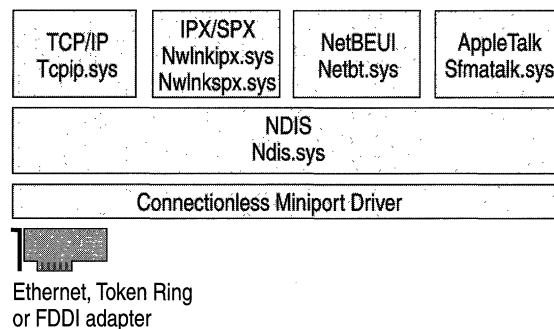 TCP/IP
Tcpip.sys
IPX/SPX
Nwlnkipx.sys
Nwlnkspx.sys
NetBEUI
Netbt.sys
AppleTalk
Sfmatalk.sys
NDIS
Ndis.sys
Connectionless Miniport Driver
Ethernet, Token Ring
or FDDI adapter